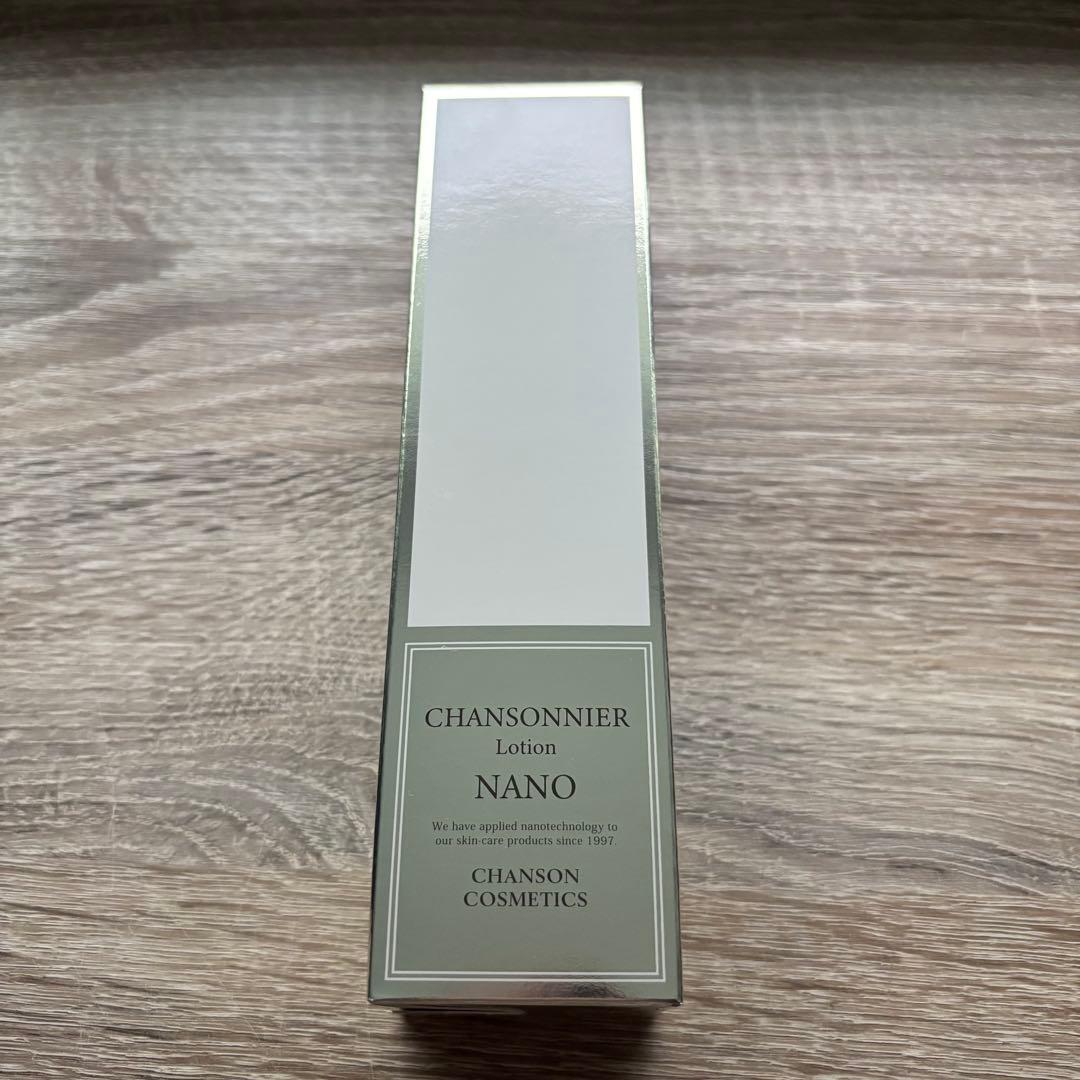 CHANSONNIER
Lotion
NANO
We have applied nanotechnology to
our skin-care products since 1997.
CHANSON
COSMETICS